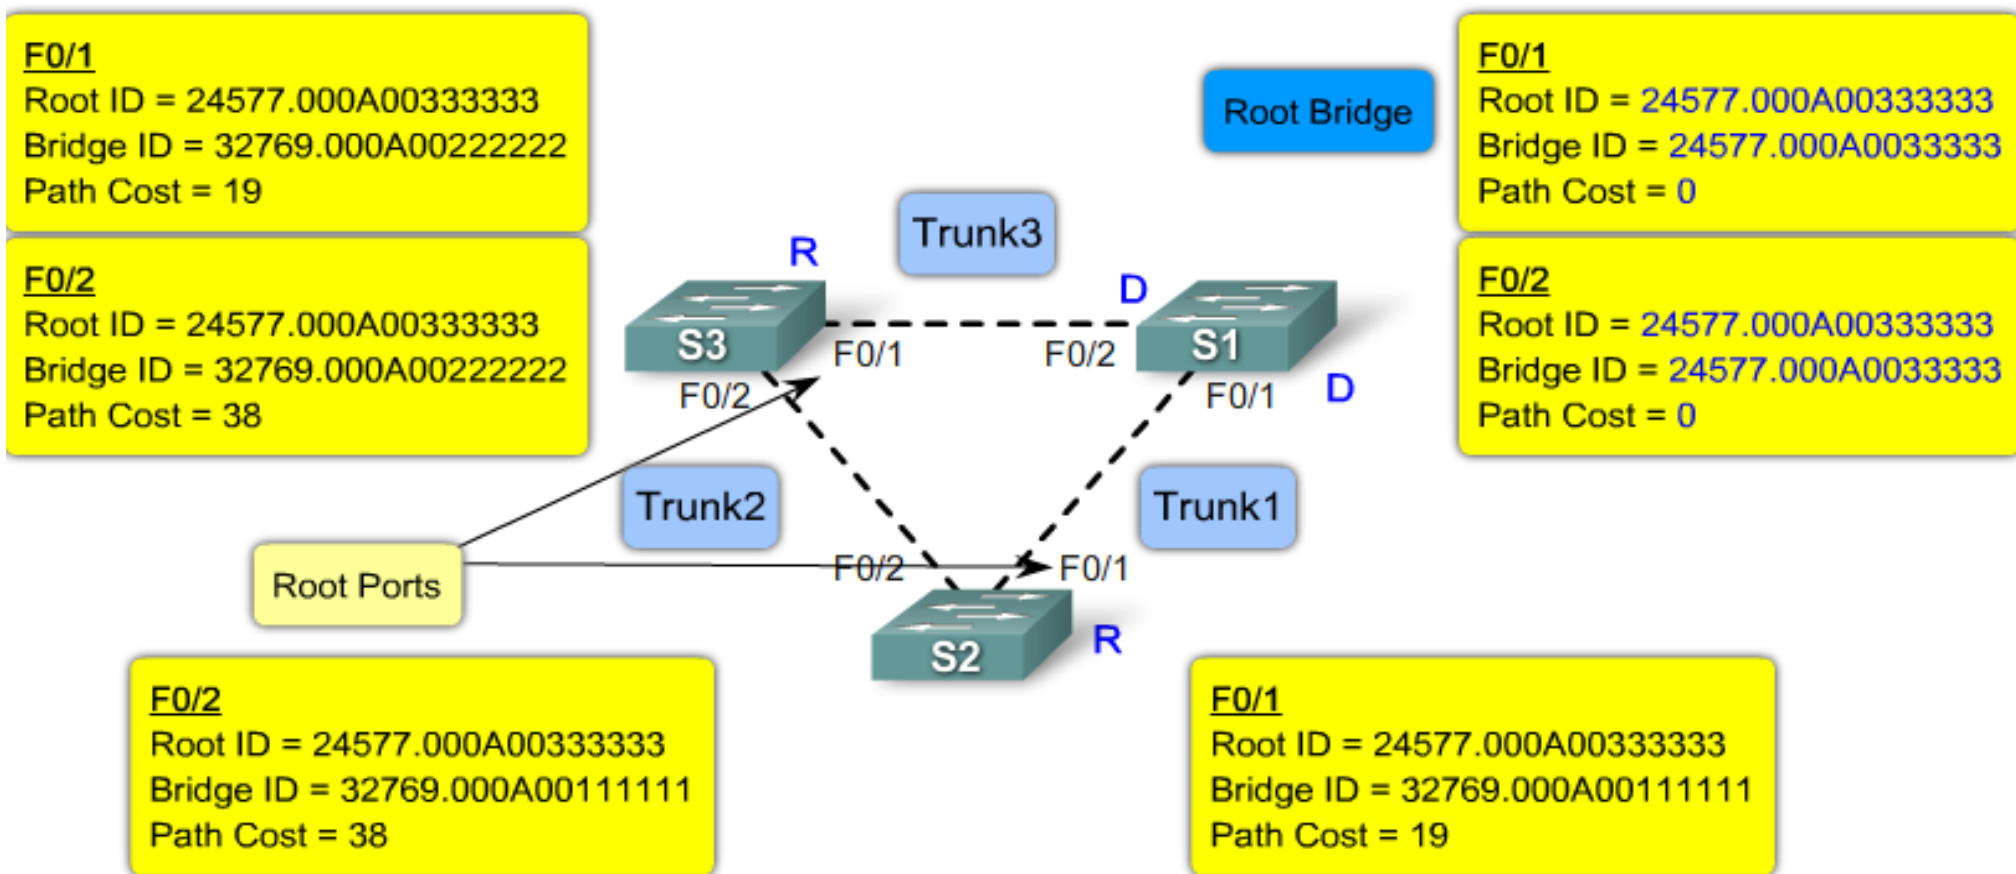 F0/1
Root ID = 24577.000A00333333
Bridge ID = 32769.000A00222222
Path Cost = 19
F0/2
Root ID = 24577.000A00333333
Bridge ID = 32769.000A00222222
Path Cost = 38
Root Bridge
F0/1
Root ID = 24577.000A00333333
Bridge ID = 24577.000A0033333
Path Cost = 0
F0/2
Root ID = 24577.000A00333333
Bridge ID = 24577.000A0033333
Path Cost = 0
Trunk3
R
D
S3
F0/1
F0/2
S1
F0/2
F0/1
D
Trunk2
Trunk1
Root Ports
F0/2
F0/1
S2
R
F0/2
Root ID = 24577.000A00333333
Bridge ID = 32769.000A00111111
Path Cost = 38
F0/1
Root ID = 24577.000A00333333
Bridge ID = 32769.000A00111111
Path Cost = 19